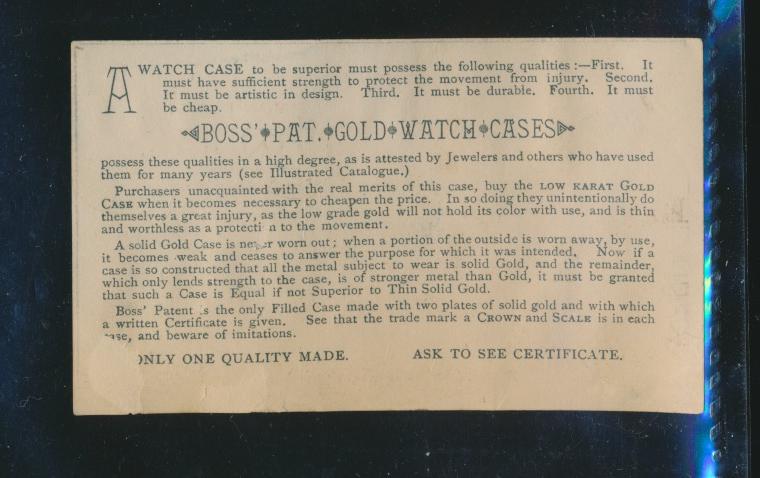 A WATCH CASE to be superior must possess the following qualities :—First. It
must have sufficient strength to protect the movement from injury. Second.
It must be artistic in design. Third. It must be durable. Fourth. It must
be cheap.
BOSS' PAT. GOLD WATCH CASES
possess these qualities in a high degree, as is attested by Jewelers and others who have used
them for many years (see Illustrated Catalogue.)
Purchasers unacquainted with the real merits of this case, buy the LOW KARAT GOLD
CASE when it becomes necessary to cheapen the price. In so doing they unintentionally do
themselves a great injury, as the low grade gold will not hold its color with use, and is thin
and worthless as a protecti n to the movement.
A solid Gold Case is never worn out; when a portion of the outside is worn away, by use,
it becomes weak and ceases to answer the purpose for which it was intended. Now if a
case is so constructed that all the metal subject to wear is solid Gold, and the remainder,
which only lends strength to the case, is of stronger metal than Gold, it must be granted
that such a Case is Equal if not Superior to Thin Solid Gold.
Boss' Patent is the only Filled Case made with two plates of solid gold and with which
a written Certificate is given. See that the trade mark a CROWN and SCALE is in each
case, and beware of imitations.
ONLY ONE QUALITY MADE. ASK TO SEE CERTIFICATE.